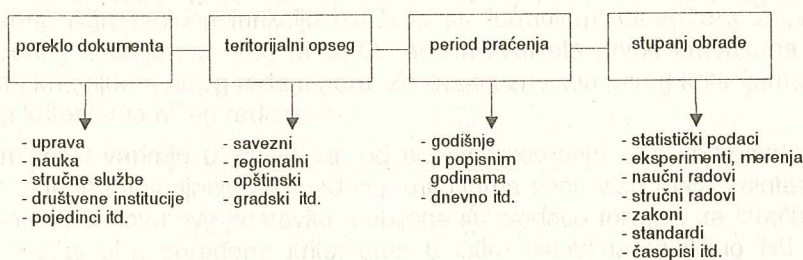 poreklo dokumenta
teritorijalni opseg
period praćenja
stupanj obrade
- uprava
- nauka
- stručne službe
- društvene institucije
- pojedinci itd.
- savezni
- regionalni
- opštinski
- gradski itd.
- godišnje
- u popisnim
godinama
- dnevno itd.
- statistički podaci
- eksperimenti, merenja
- naučni radovi
- stručni radovi
- zakoni
- standardi
- časopisi itd.